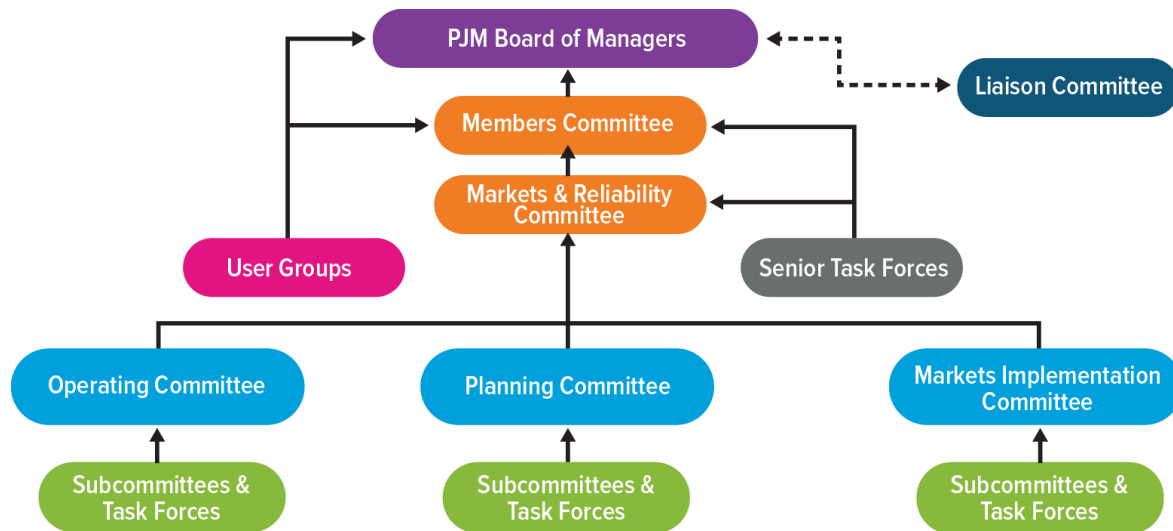 PJM Board of Managers
Liaison Committee
Members Committee
Markets & Reliability
Committee
User Groups
Senior Task Forces
Operating Committee
Planning Committee
Markets Implementation
Committee
Subcommittees &
Task Forces
Subcommittees &
Task Forces
Subcommittees &
Task Forces